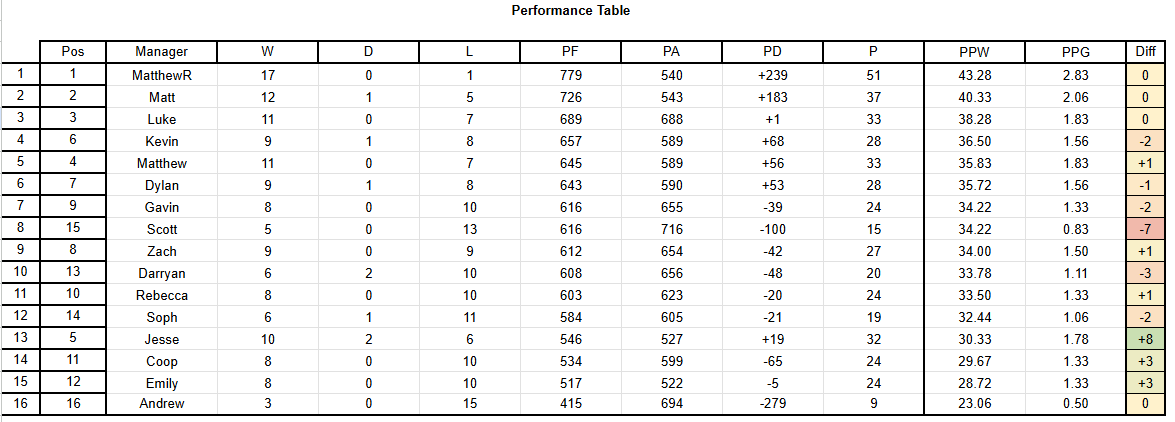 Performance Table
Pos Manager W D L PF PA PD P PPW PPG Diff
1 1 MatthewR 17 0 1 779 540 +239 51 43.28 2.83 0
2 2 Matt 12 1 5 726 543 +183 37 40.33 2.06 0
3 3 Luke 11 0 7 689 688 +1 33 38.28 1.83 0
4 6 Kevin 9 1 8 657 589 +68 28 36.50 1.56 -2
5 4 Matthew 11 0 7 645 589 +56 33 35.83 1.83 +1
6 7 Dylan 9 1 8 643 590 +53 28 35.72 1.56 -1
7 9 Gavin 8 0 10 616 655 -39 24 34.22 1.33 -2
8 15 Scott 5 0 13 616 716 -100 15 34.22 0.83 -7
9 8 Zach 9 0 9 612 654 -42 27 34.00 1.50 +1
10 13 Darryan 6 2 10 608 656 -48 20 33.78 1.11 -3
11 10 Rebecca 8 0 10 603 623 -20 24 33.50 1.33 +1
12 14 Soph 6 1 11 584 605 -21 19 32.44 1.06 -2
13 5 Jesse 10 2 6 546 527 +19 32 30.33 1.78 +8
14 11 Coop 8 0 10 534 599 -65 24 29.67 1.33 +3
15 12 Emily 8 0 10 517 522 -5 24 28.72 1.33 +3
16 16 Andrew 3 0 15 415 694 -279 9 23.06 0.50 0